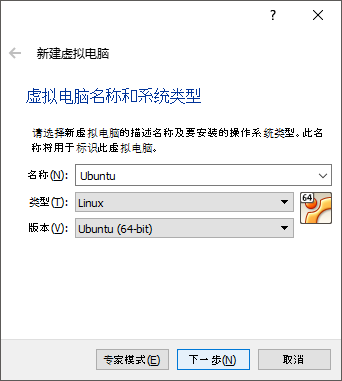 ?
新建虚拟电脑
虚拟电脑名称和系统类型
请选择新虚拟电脑的描述名称及要安装的操作系统类型。此名
称将用于标识此虚拟电脑。
名称(N): Ubuntu
类型(T): Linux
64
版本(V): Ubuntu (64-bit)
专家模式(E) 下一步(N) 取消